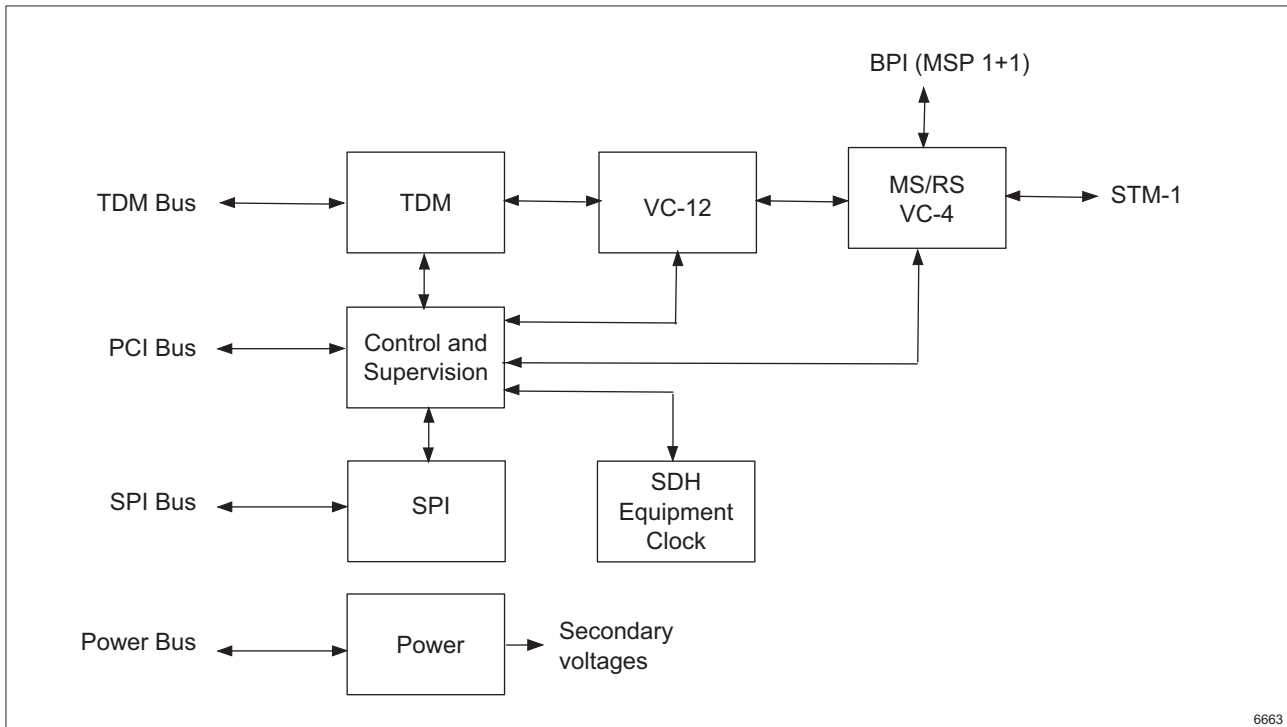 BPI (MSP 1+1)
TDM Bus
TDM
VC-12
MS/RS
VC-4
STM-1
PCI Bus
Control and
Supervision
SPI Bus
SPI
SDH
Equipment
Clock
Power Bus
Power
Secondary
voltages
6663